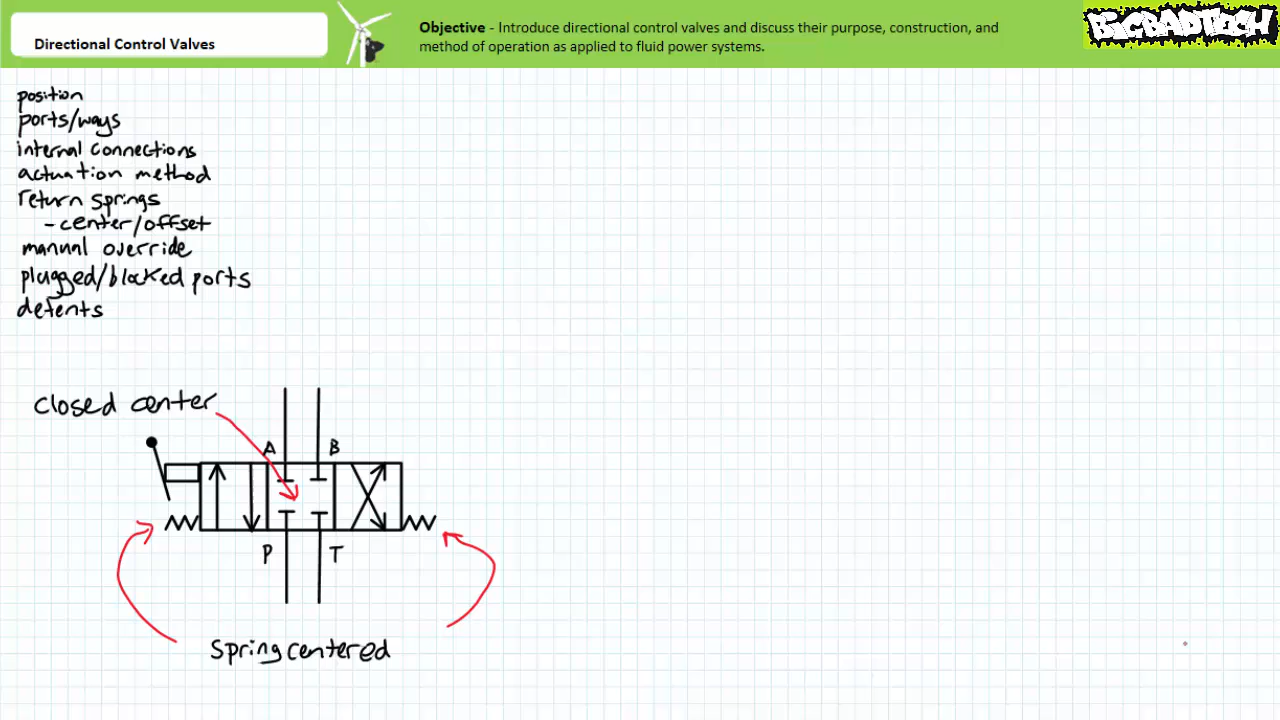 Directional Control Valves
Objective - Introduce directional control valves and discuss their purpose, construction, and
method of operation as applied to fluid power systems.
BIGBADTECH
position
ports/ways
internal connections
actuation method
return springs
- center/offset
manual override
plugged/blocked ports
detents
closed center
A B
P T
spring centered